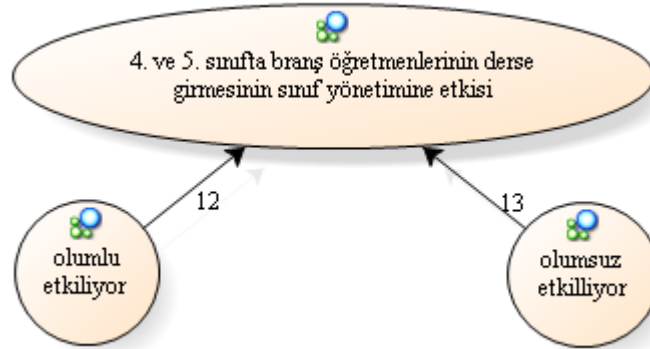 4. ve 5. sınıfta branş öğretmenlerinin derse
girmesinin sınıf yönetimine etkisi
12
13
olumlu
etkiliyor
olumsuz
etkilliyor